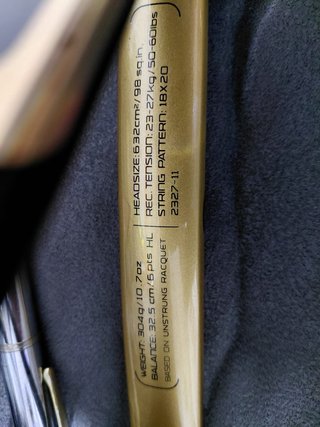 HEADSIZE: 632cm²/98 sq.in.
REC. TENSION: 23-27kg/50-60lbs
STRING PATTERN: 18X20
2327-11
WEIGHT: 304g/10.7oz
BALANCE: 32.5 cm/6 pts HL
BASED ON UNSTRUNG RACQUET